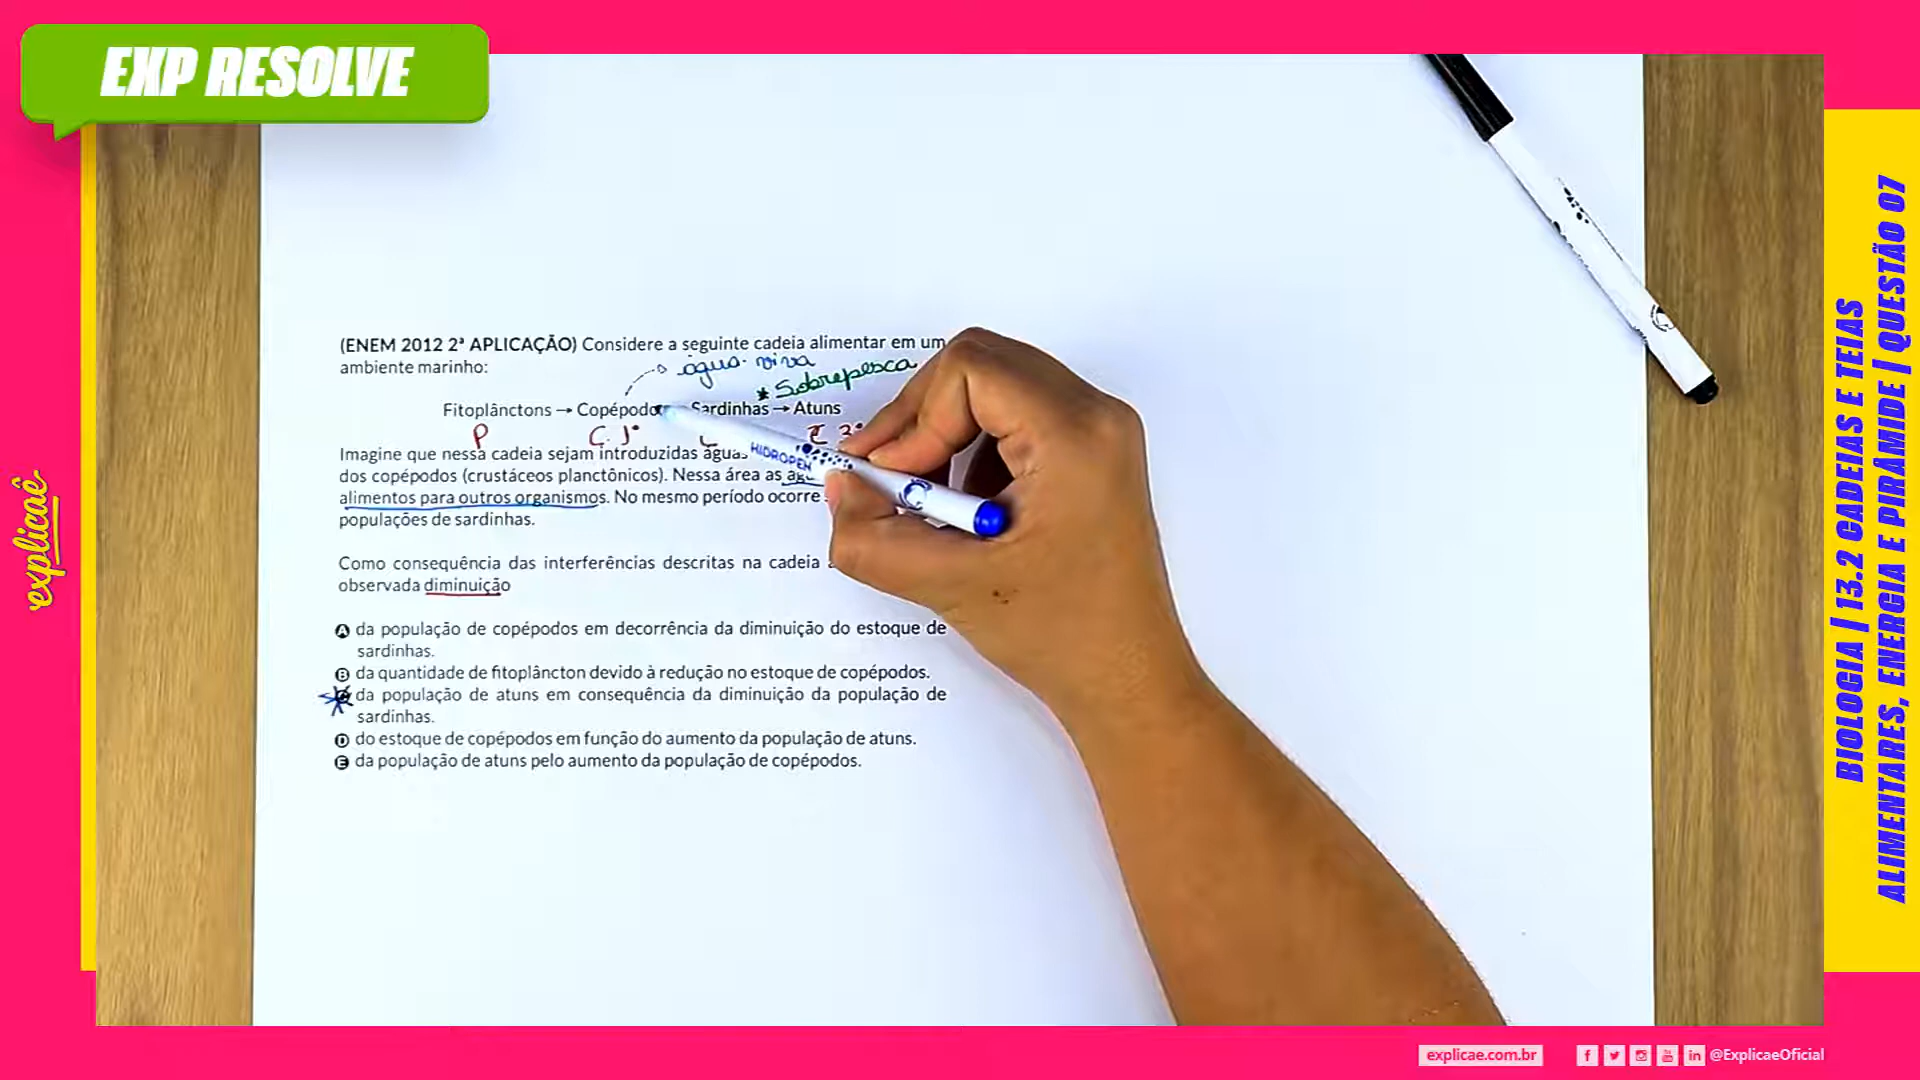 EXP RESOLVE
(ENEM 2012 2ª APLICAÇÃO) Considere a seguinte cadeia alimentar em um
ambiente marinho:
água-viva
* Sobrepesca
Fitoplânctons → Copépodo Sardinhas → Atuns
P C. 1° C 3°
Imagine que nessa cadeia sejam introduzidas
dos copépodos (crustáceos planctônicos). Nessa área as
alimentos para outros organismos. No mesmo período ocorre
populações de sardinhas.
Como consequência das interferências descritas na cadeia
observada diminuição
A da população de copépodos em decorrência da diminuição do estoque de
sardinhas.
B da quantidade de fitoplâncton devido à redução no estoque de copépodos.
da população de atuns em consequência da diminuição da população de
sardinhas.
D do estoque de copépodos em função do aumento da população de atuns.
E da população de atuns pelo aumento da população de copépodos.
HIDROPEN
explicaê
BIOLOGIA | 13.2 CADEIAS E TEIAS
ALIMENTARES, ENERGIA E PIRÂMIDE | QUESTÃO 07
explicae.com.br
@ExplicaeOficial